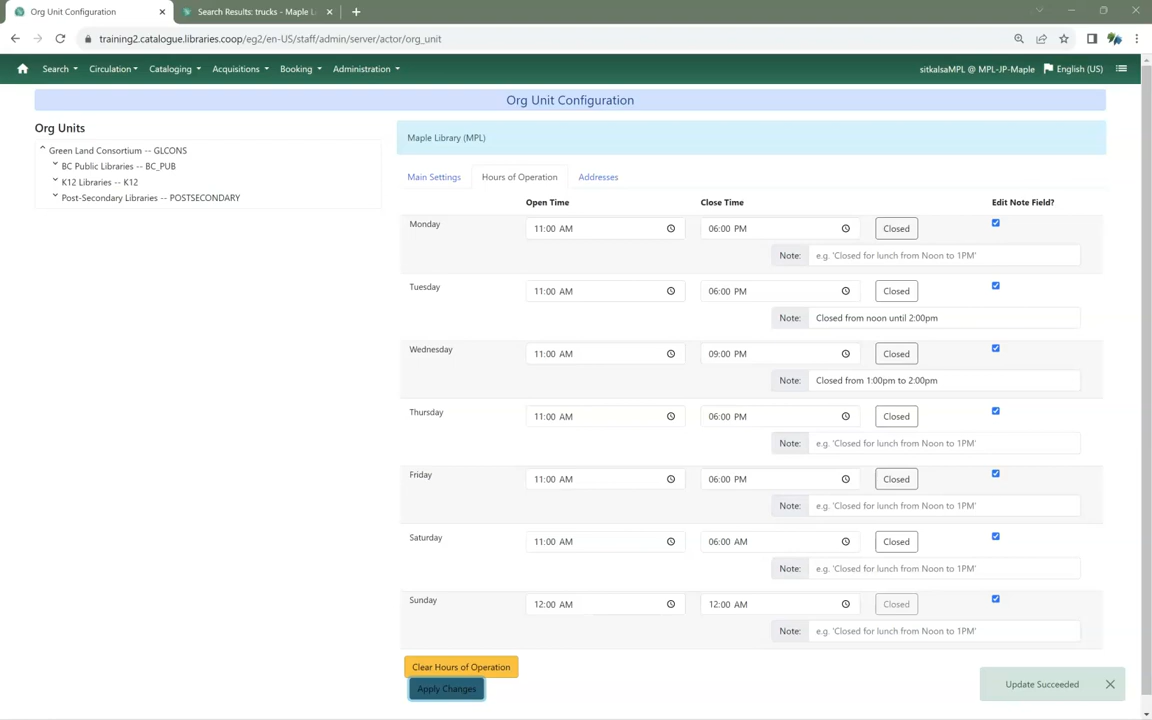 Org Unit Configuration
Search Results: trucks - Maple L
training2.catalogue.libraries.coop/eg2/en-US/staff/admin/server/actor/org_unit
Search Circulation Cataloging Acquisitions Booking Administration sitkalsaMPL @ MPL-JP-Maple English (US)
Org Unit Configuration
Org Units
Green Land Consortium -- GLCONS
BC Public Libraries -- BC_PUB
K12 Libraries -- K12
Post-Secondary Libraries -- POSTSECONDARY
Maple Library (MPL)
Main Settings Hours of Operation Addresses
Open Time Close Time Edit Note Field?
Monday 11:00 AM 06:00 PM Closed
Note: e.g. 'Closed for lunch from Noon to 1PM'
Tuesday 11:00 AM 06:00 PM Closed
Note: Closed from noon until 2:00pm
Wednesday 11:00 AM 09:00 PM Closed
Note: Closed from 1:00pm to 2:00pm
Thursday 11:00 AM 06:00 PM Closed
Note: e.g. 'Closed for lunch from Noon to 1PM'
Friday 11:00 AM 06:00 PM Closed
Note: e.g. 'Closed for lunch from Noon to 1PM'
Saturday 11:00 AM 06:00 AM Closed
Note: e.g. 'Closed for lunch from Noon to 1PM'
Sunday 12:00 AM 12:00 AM Closed
Note: e.g. 'Closed for lunch from Noon to 1PM'
Clear Hours of Operation
Apply Changes
Update Succeeded